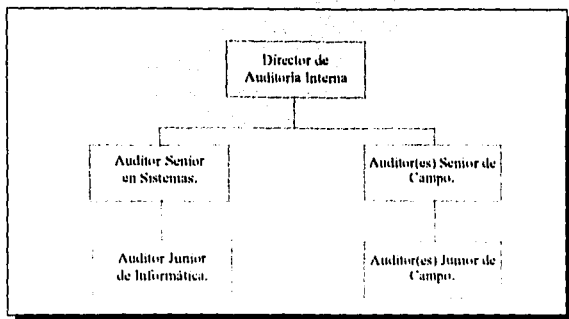 Director de
Auditoría Interna
Auditor Senior
en Sistemas.
Auditor(es) Senior de
Campo.
Auditor Junior
de Informática.
Auditor(es) Junior de
Campo.